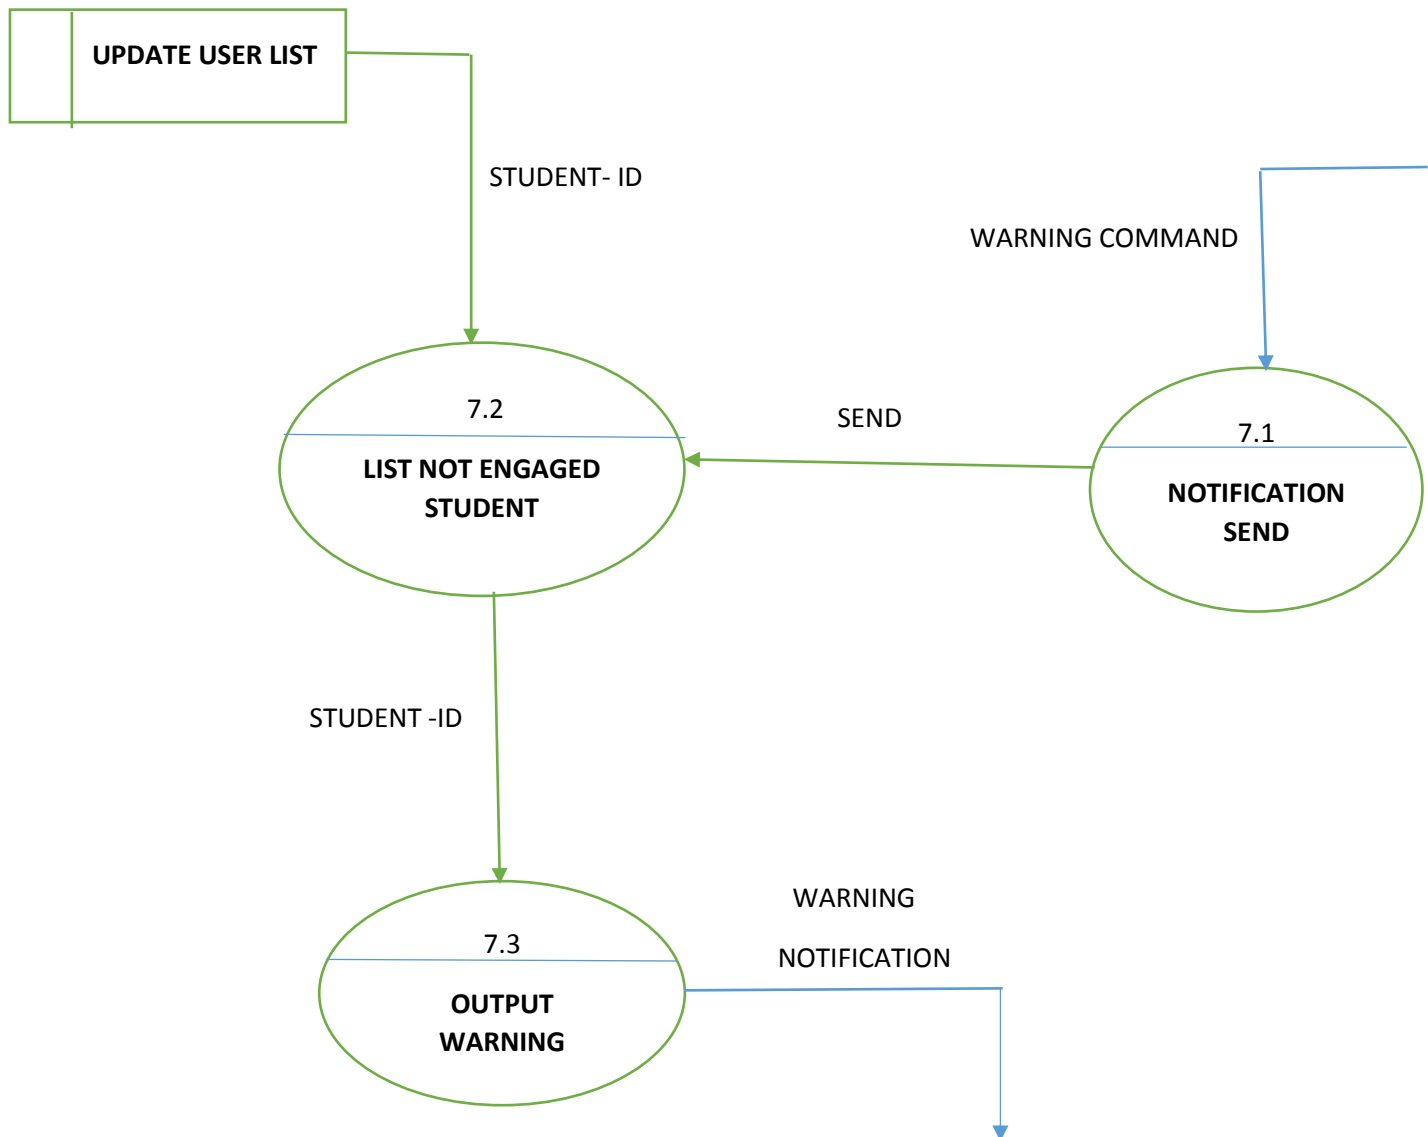 UPDATE USER LIST
STUDENT- ID
WARNING COMMAND
7.2
LIST NOT ENGAGED
STUDENT
SEND
7.1
NOTIFICATION
SEND
STUDENT -ID
WARNING
NOTIFICATION
7.3
OUTPUT
WARNING